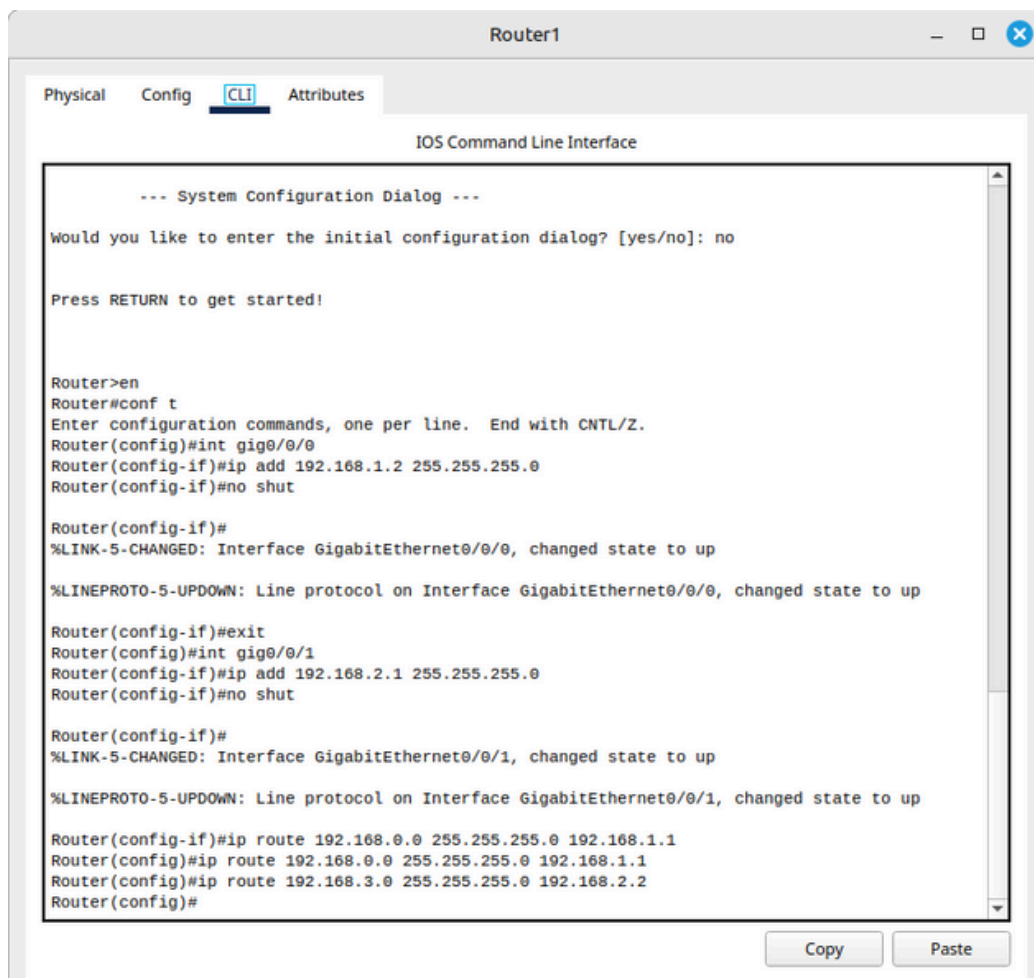 Router1
Physical Config CLI Attributes
IOS Command Line Interface
--- System Configuration Dialog ---
Would you like to enter the initial configuration dialog? [yes/no]: no
Press RETURN to get started!
Router>en
Router#conf t
Enter configuration commands, one per line.  End with CNTL/Z.
Router(config)#int gig0/0/0
Router(config-if)#ip add 192.168.1.2 255.255.255.0
Router(config-if)#no shut
Router(config-if)#
%LINK-5-CHANGED: Interface GigabitEthernet0/0/0, changed state to up
%LINEPROTO-5-UPDOWN: Line protocol on Interface GigabitEthernet0/0/0, changed state to up
Router(config-if)#exit
Router(config)#int gig0/0/1
Router(config-if)#ip add 192.168.2.1 255.255.255.0
Router(config-if)#no shut
Router(config-if)#
%LINK-5-CHANGED: Interface GigabitEthernet0/0/1, changed state to up
%LINEPROTO-5-UPDOWN: Line protocol on Interface GigabitEthernet0/0/1, changed state to up
Router(config-if)#ip route 192.168.0.0 255.255.255.0 192.168.1.1
Router(config)#ip route 192.168.0.0 255.255.255.0 192.168.1.1
Router(config)#ip route 192.168.3.0 255.255.255.0 192.168.2.2
Router(config)#
Copy Paste